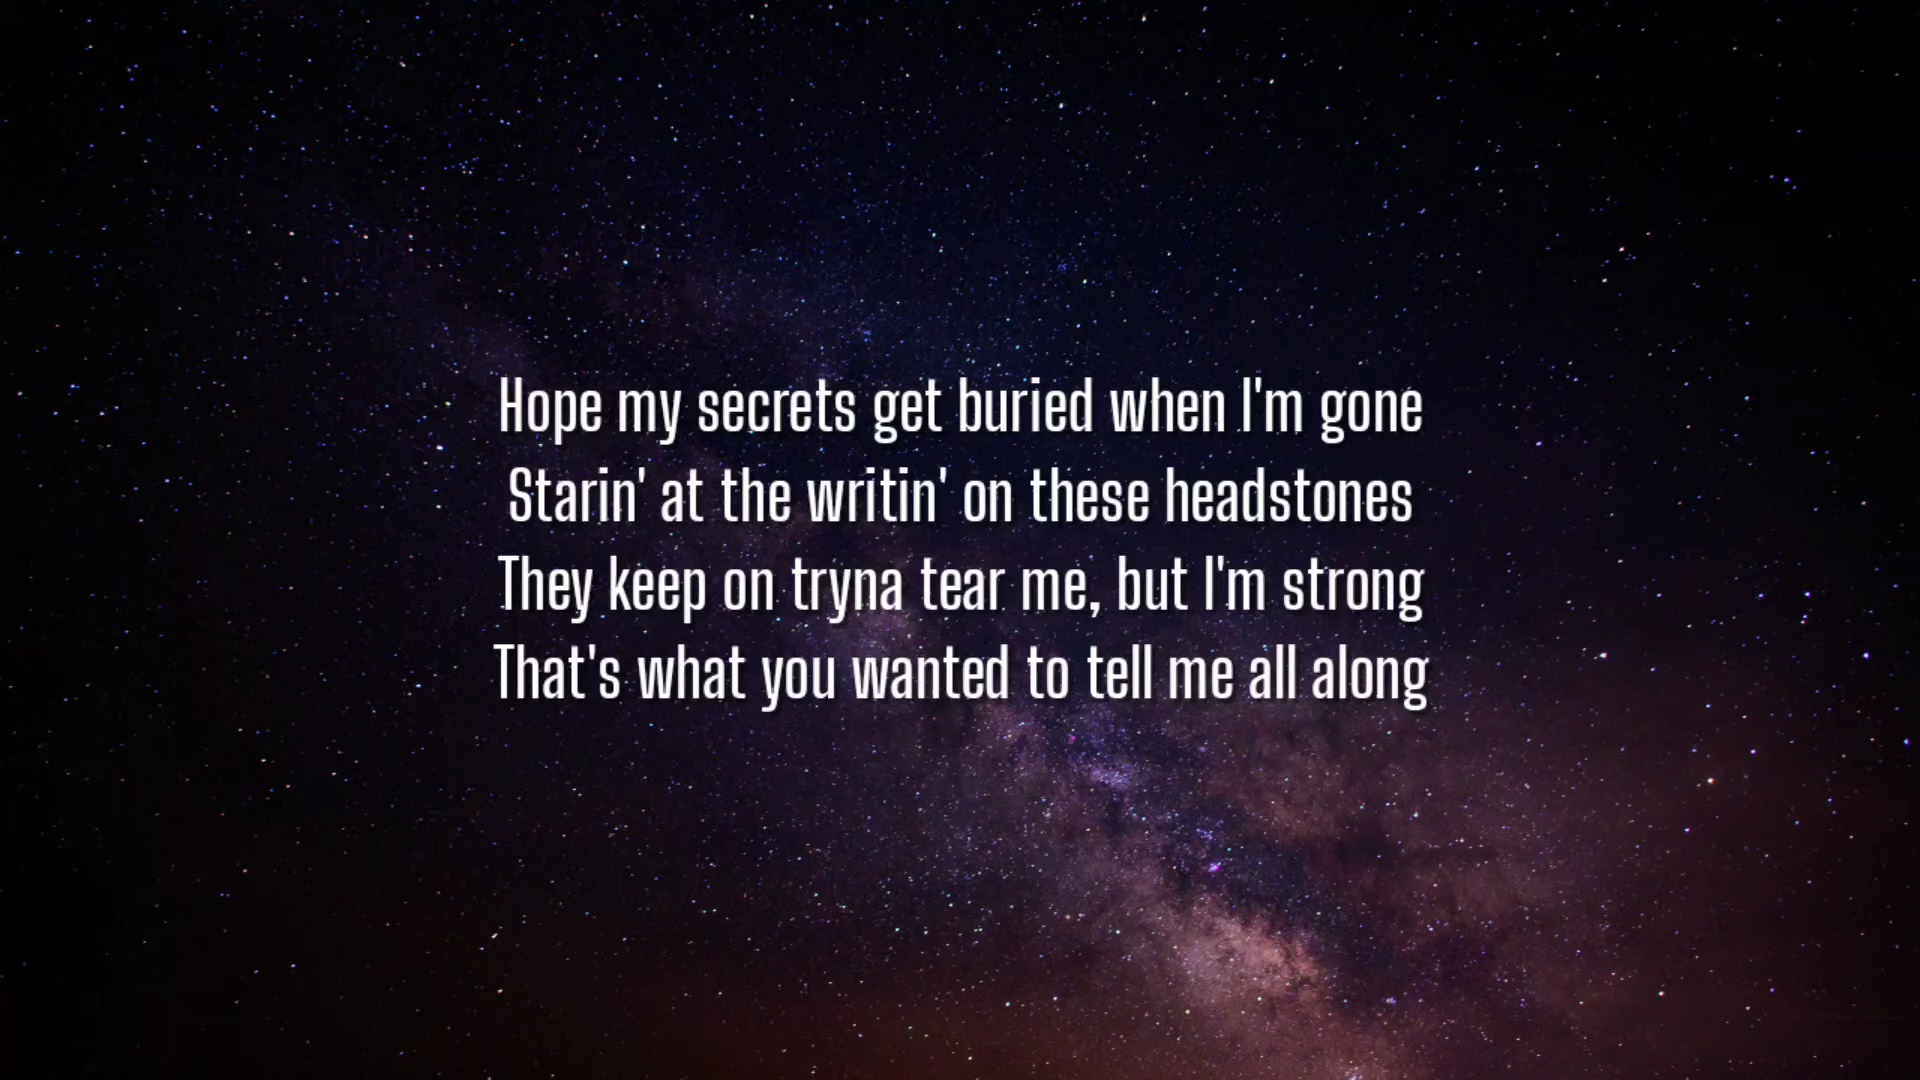 Hope my secrets get buried when I'm gone
Starin' at the writin' on these headstones
They keep on tryna tear me, but I'm strong
That's what you wanted to tell me all along